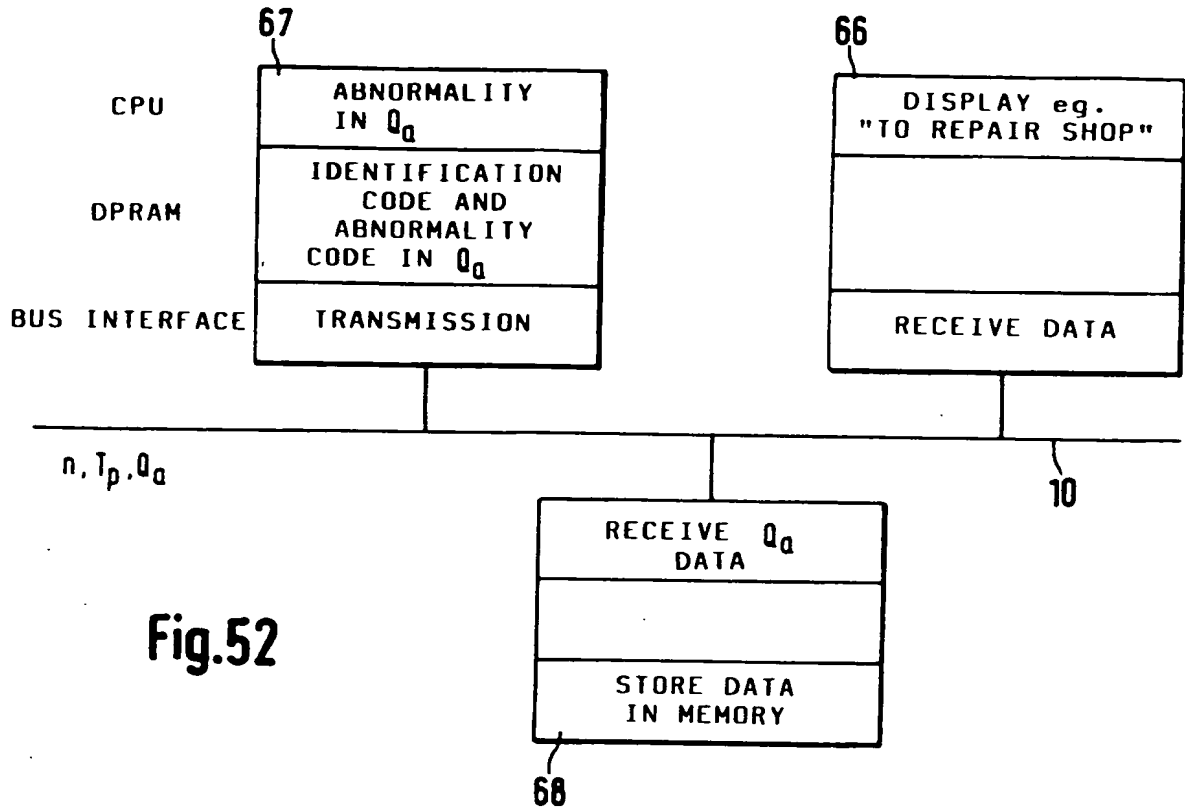 67
66
CPU
ABNORMALITY
IN Qa
DISPLAY eg.
"TO REPAIR SHOP"
DPRAM
IDENTIFICATION
CODE AND
ABNORMALITY
CODE IN Qa
BUS INTERFACE
TRANSMISSION
RECEIVE DATA
n, Tp, Qa
10
RECEIVE Qa
DATA
STORE DATA
IN MEMORY
68
Fig.52